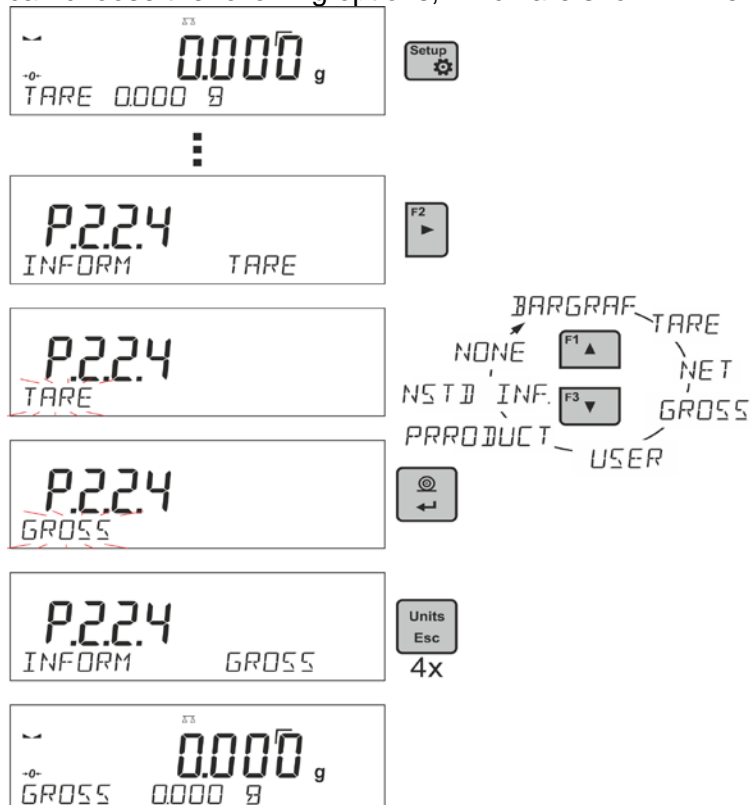 0.000 g
Setup
-0-
TARE 0.000 g
P.2.2.4
F2
INFORM TARE
P.2.2.4
TARE
BARGRAF
TARE
NET
GROSS
USER
PRRODUCT
NSTD INF.
NONE
F1
F3
P.2.2.4
GROSS
P.2.2.4
INFORM GROSS
Units
Esc
4x
0.000 g
-0-
GROSS 0.000 g